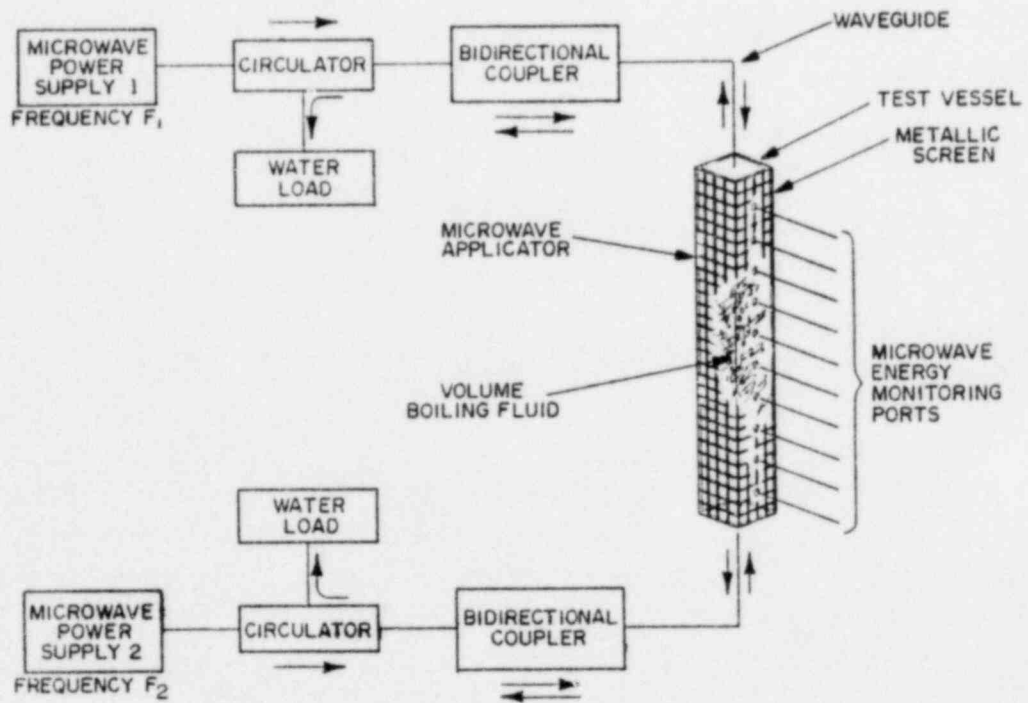 MICROWAVE
POWER
SUPPLY 1
FREQUENCY F₁
CIRCULATOR
WATER
LOAD
BIDIRECTIONAL
COUPLER
WAVEGUIDE
TEST VESSEL
METALLIC
SCREEN
MICROWAVE
APPLICATOR
VOLUME
BOILING FLUID
MICROWAVE
ENERGY
MONITORING
PORTS
WATER
LOAD
MICROWAVE
POWER
SUPPLY 2
FREQUENCY F₂
CIRCULATOR
BIDIRECTIONAL
COUPLER